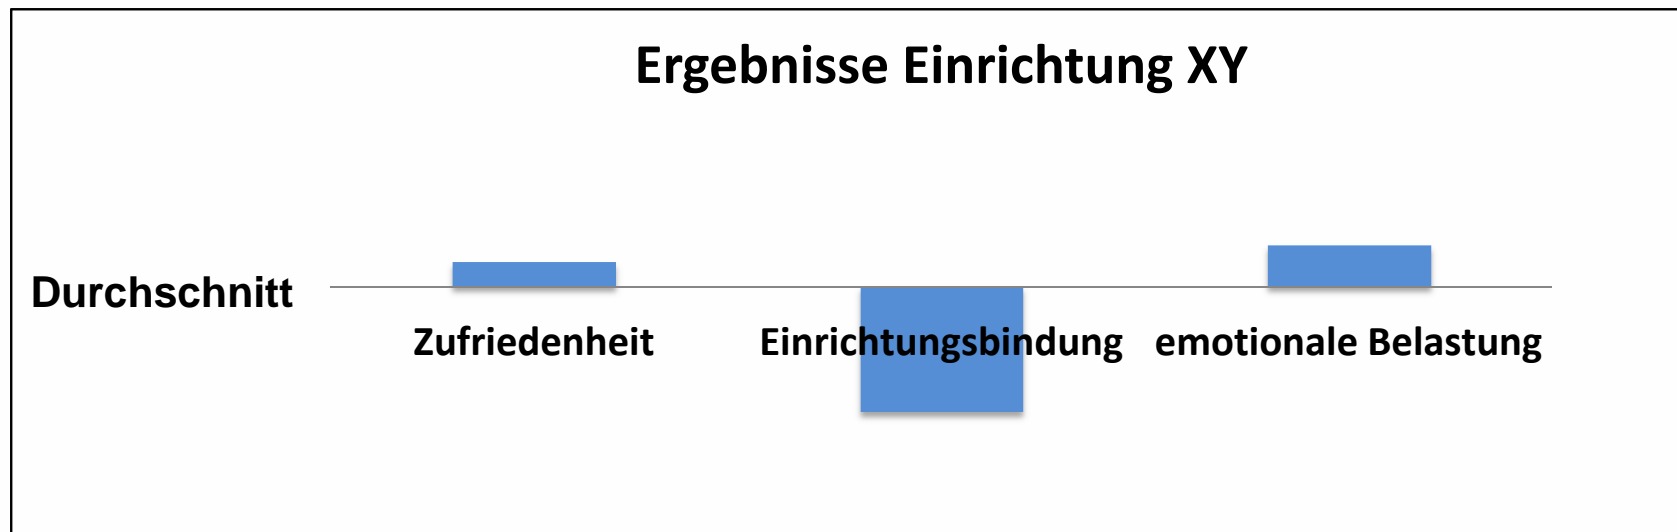 Ergebnisse Einrichtung XY
Durchschnitt
Zufriedenheit Einrichtungsbindung emotionale Belastung